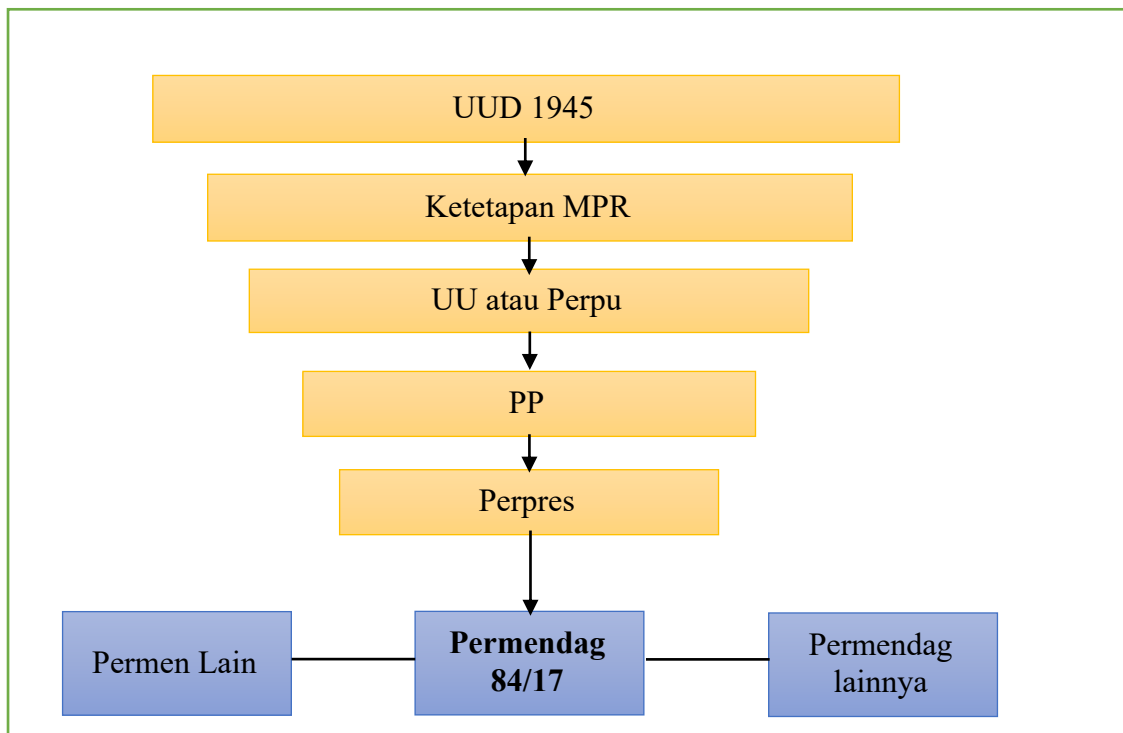 UUD 1945
Ketetapan MPR
UU atau Perpu
PP
Perpres
Permen Lain
Permendag
84/17
Permendag
lainnya